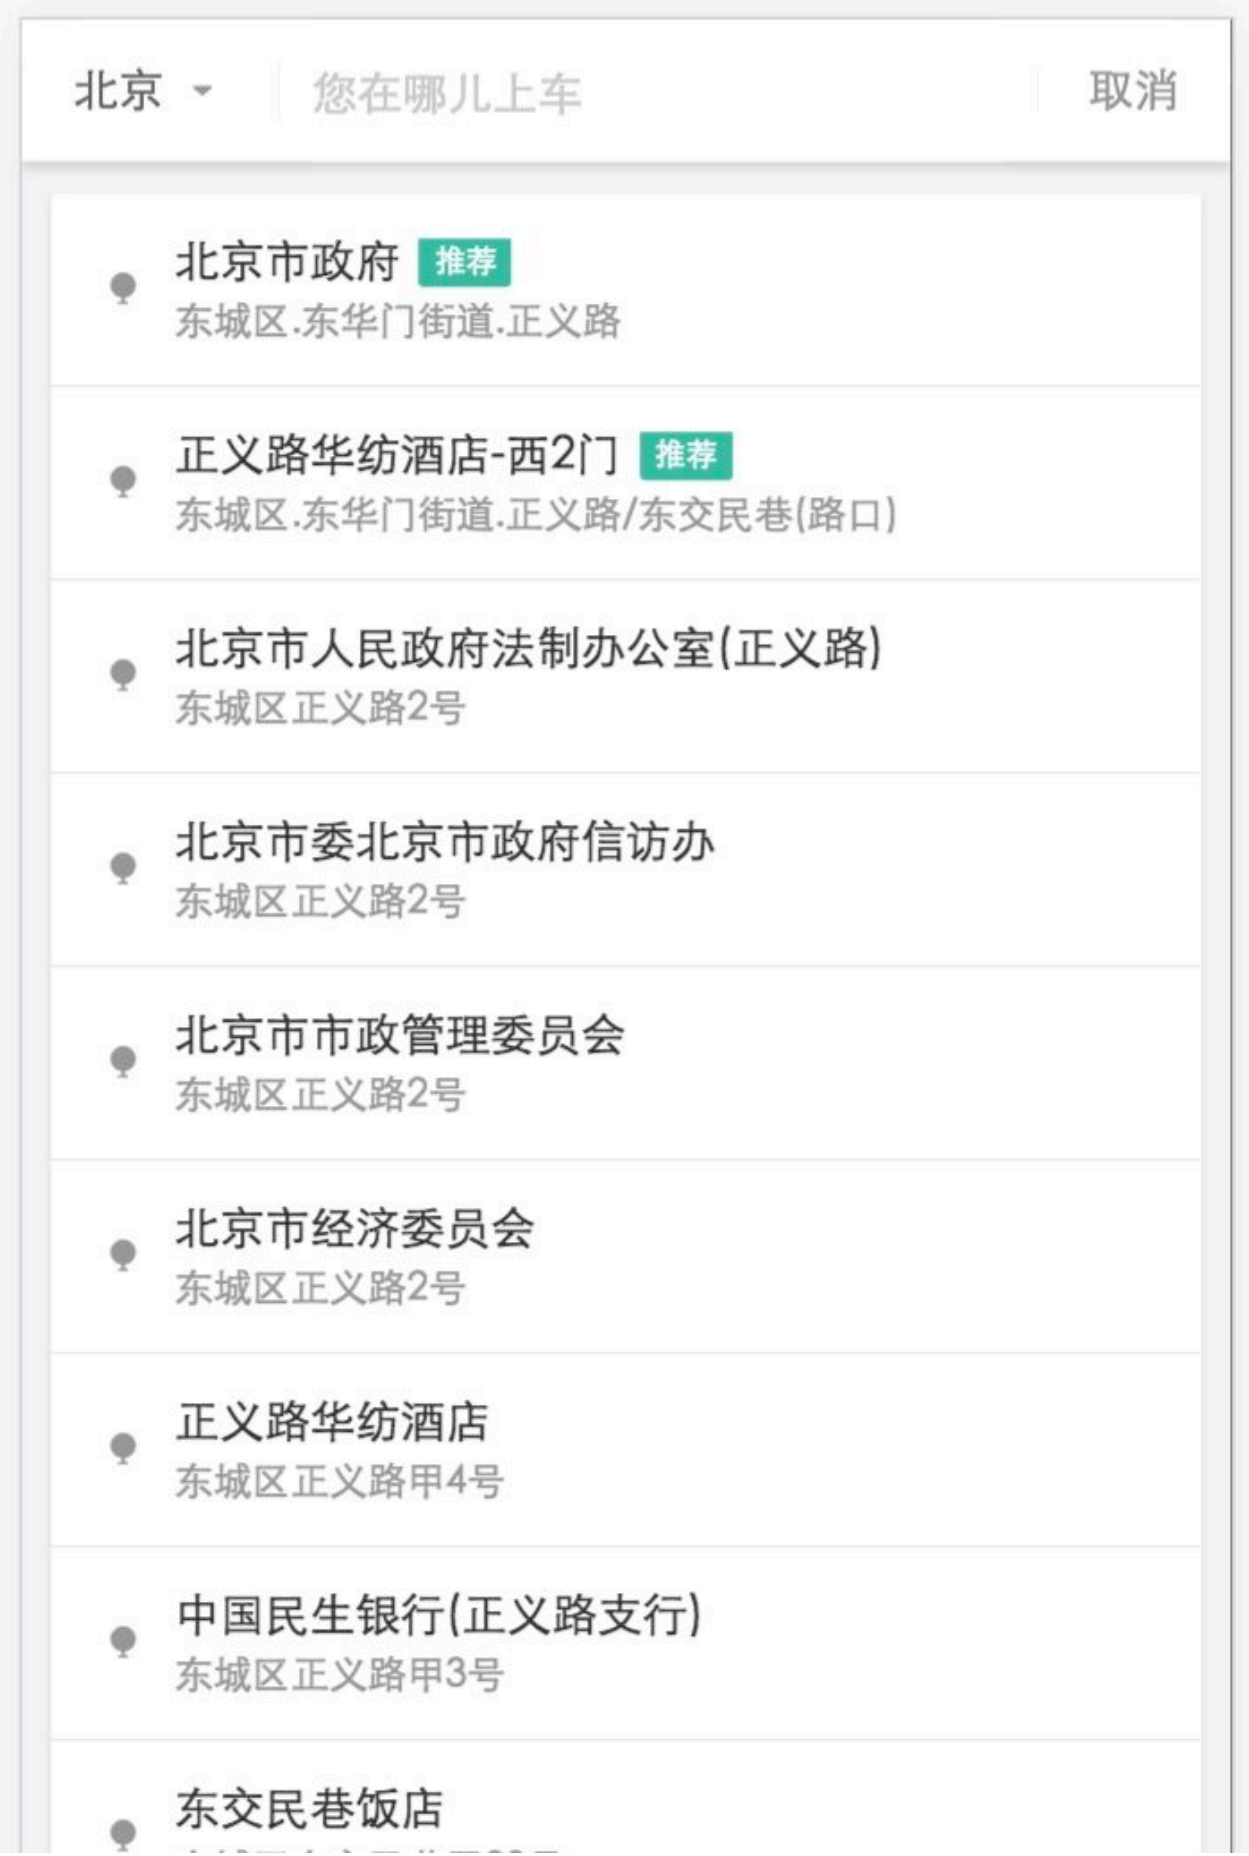 北京 您在哪儿上车 取消
北京市政府 推荐
东城区.东华门街道.正义路
正义路华纺酒店-西2门 推荐
东城区.东华门街道.正义路/东交民巷(路口)
北京市人民政府法制办公室(正义路)
东城区正义路2号
北京市委北京市政府信访办
东城区正义路2号
北京市市政管理委员会
东城区正义路2号
北京市经济委员会
东城区正义路2号
正义路华纺酒店
东城区正义路甲4号
中国民生银行(正义路支行)
东城区正义路甲3号
东交民巷饭店